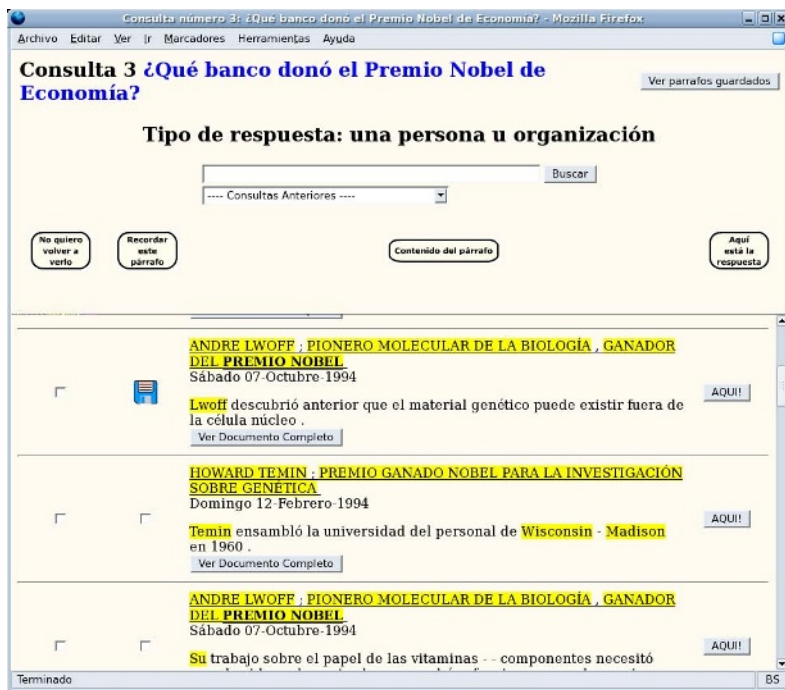 Consulta número 3: ¿Qué banco donó el Premio Nobel de Economía? - Mozilla Firefox
Archivo Editar Ver Ir Marcadores Herramientas Ayuda
Consulta 3 ¿Qué banco donó el Premio Nobel de
Economía?
Ver parrafos guardados
Tipo de respuesta: una persona u organización
Buscar
---- Consultas Anteriores ----
No quiero
volver a
verlo
Recordar
este
párrafo
Contenido del párrafo
Aquí
está la
respuesta
ANDRE LWOFF ; PIONERO MOLECULAR DE LA BIOLOGÍA , GANADOR
DEL PREMIO NOBEL
Sábado 07-Octubre-1994
Lwoff descubrió anterior que el material genético puede existir fuera de
la célula núcleo .
Ver Documento Completo
AQUI!
HOWARD TEMIN ; PREMIO GANADO NOBEL PARA LA INVESTIGACIÓN
SOBRE GENÉTICA
Domingo 12-Febrero-1994
Temin ensambló la universidad del personal de Wisconsin - Madison
en 1960 .
Ver Documento Completo
AQUI!
ANDRE LWOFF ; PIONERO MOLECULAR DE LA BIOLOGÍA , GANADOR
DEL PREMIO NOBEL
Sábado 07-Octubre-1994
Su trabajo sobre el papel de las vitaminas - - componentes necesitó
AQUI!
Terminado
BS